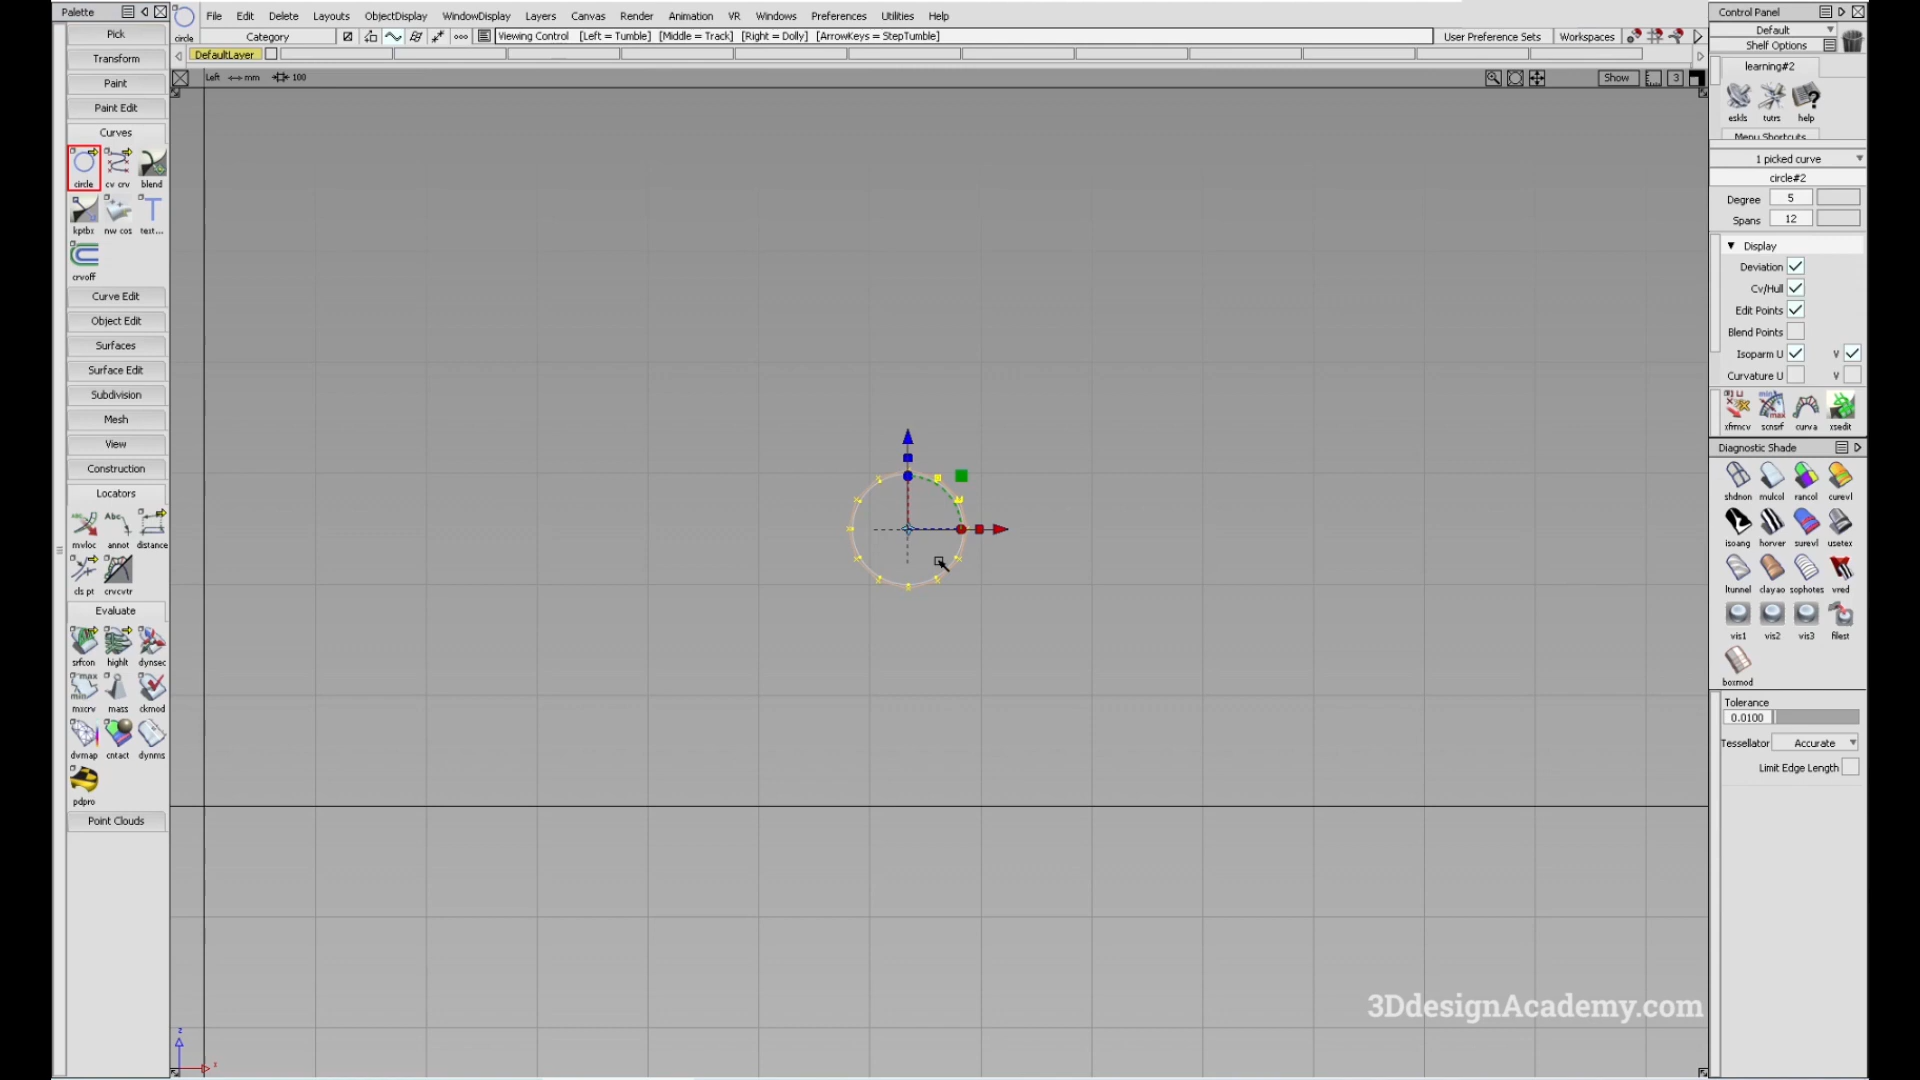 Palette
Pick
Transform
Paint
Paint Edit
Curves
circle
cv crv
blend
kptbx
nw cos
text...
crvoff
Curve Edit
Object Edit
Surfaces
Surface Edit
Subdivision
Mesh
View
Construction
Locators
mvloc
annot
distance
cls pt
crvcvtr
Evaluate
srfcon
highlt
dynsec
mxcrv
mass
ckmod
dvmap
cntact
dynms
pdpro
Point Clouds
circle
File Edit Delete Layouts ObjectDisplay WindowDisplay Layers Canvas Render Animation VR Windows Preferences Utilities Help
Category
Viewing Control [Left = Tumble] [Middle = Track] [Right = Dolly] [ArrowKeys = StepTumble]
User Preference Sets
Workspaces
DefaultLayer
Left mm 100
Show
3
z
x
3DdesignAcademy.com
Control Panel
Default
Shelf Options
learning#2
eskls tutrs help
Menu Shortcuts
1 picked curve
circle#2
Degree 5
Spans 12
Display
Deviation
Cv/Hull
Edit Points
Blend Points
Isoparm U V
Curvature U V
xfrmcv scnsrf curva xsedit
Diagnostic Shade
shdnon mulcol rancol curevl
isoang horver surevl usetex
ltunnel clayao sophotes vred
vis1 vis2 vis3 filest
boxmod
Tolerance
0.0100
Tessellator Accurate
Limit Edge Length